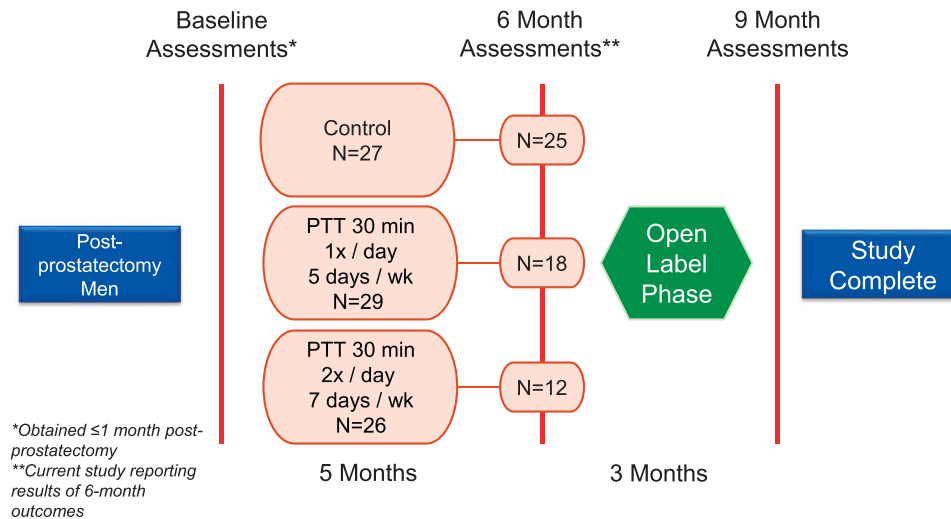 Baseline
Assessments*
6 Month
Assessments**
9 Month
Assessments
Control
N=27
N=25
Post-
prostatectomy
Men
PTT 30 min
1x / day
5 days / wk
N=29
N=18
Open
Label
Phase
Study
Complete
PTT 30 min
2x / day
7 days / wk
N=26
N=12
*Obtained ≤1 month post-
prostatectomy
**Current study reporting
results of 6-month
outcomes
5 Months
3 Months